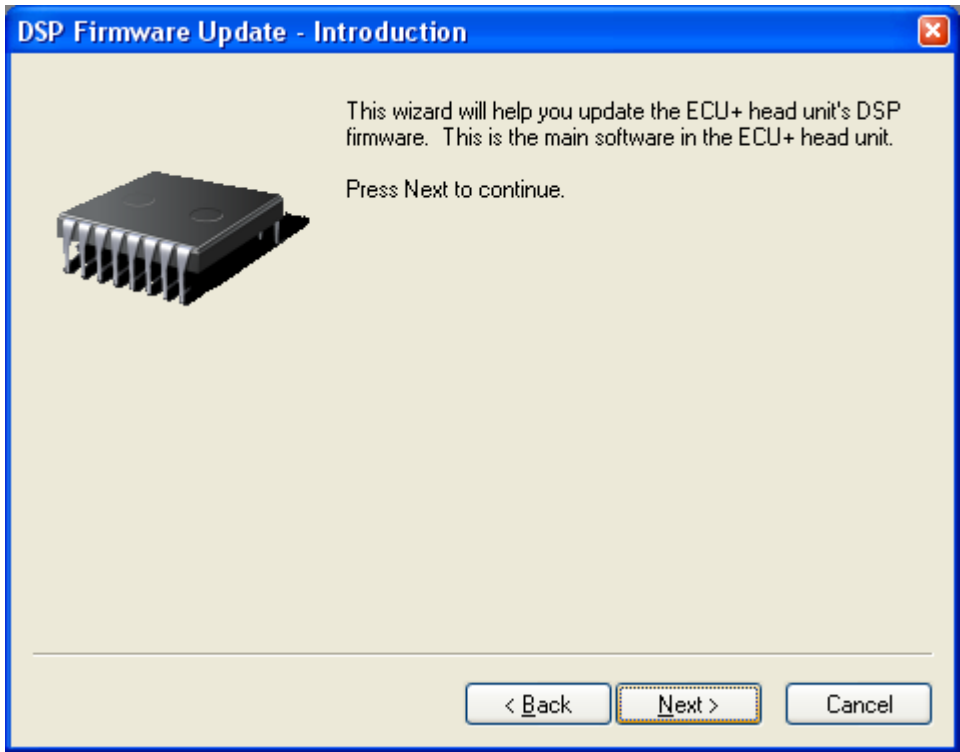 DSP Firmware Update - Introduction
This wizard will help you update the ECU+ head unit's DSP
firmware.  This is the main software in the ECU+ head unit.
Press Next to continue.
< Back
Next >
Cancel